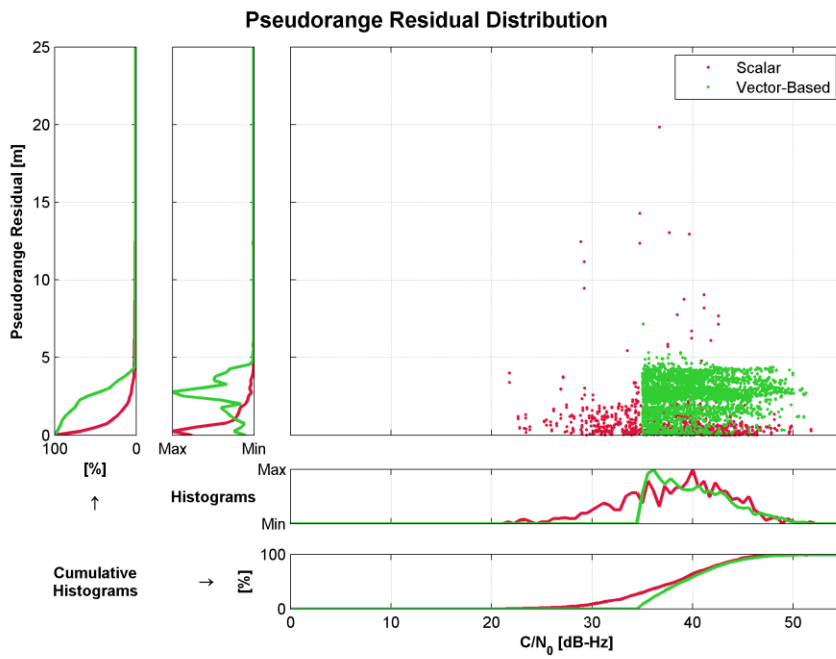 Pseudorange Residual Distribution
Pseudorange Residual [m]
25
20
15
10
5
0
100 0
[%]
↑
Max Min
Scalar
Vector-Based
Histograms
Max
Min
Cumulative
Histograms
→
[%]
100
0
0 10 20 30 40 50
C/N0 [dB-Hz]